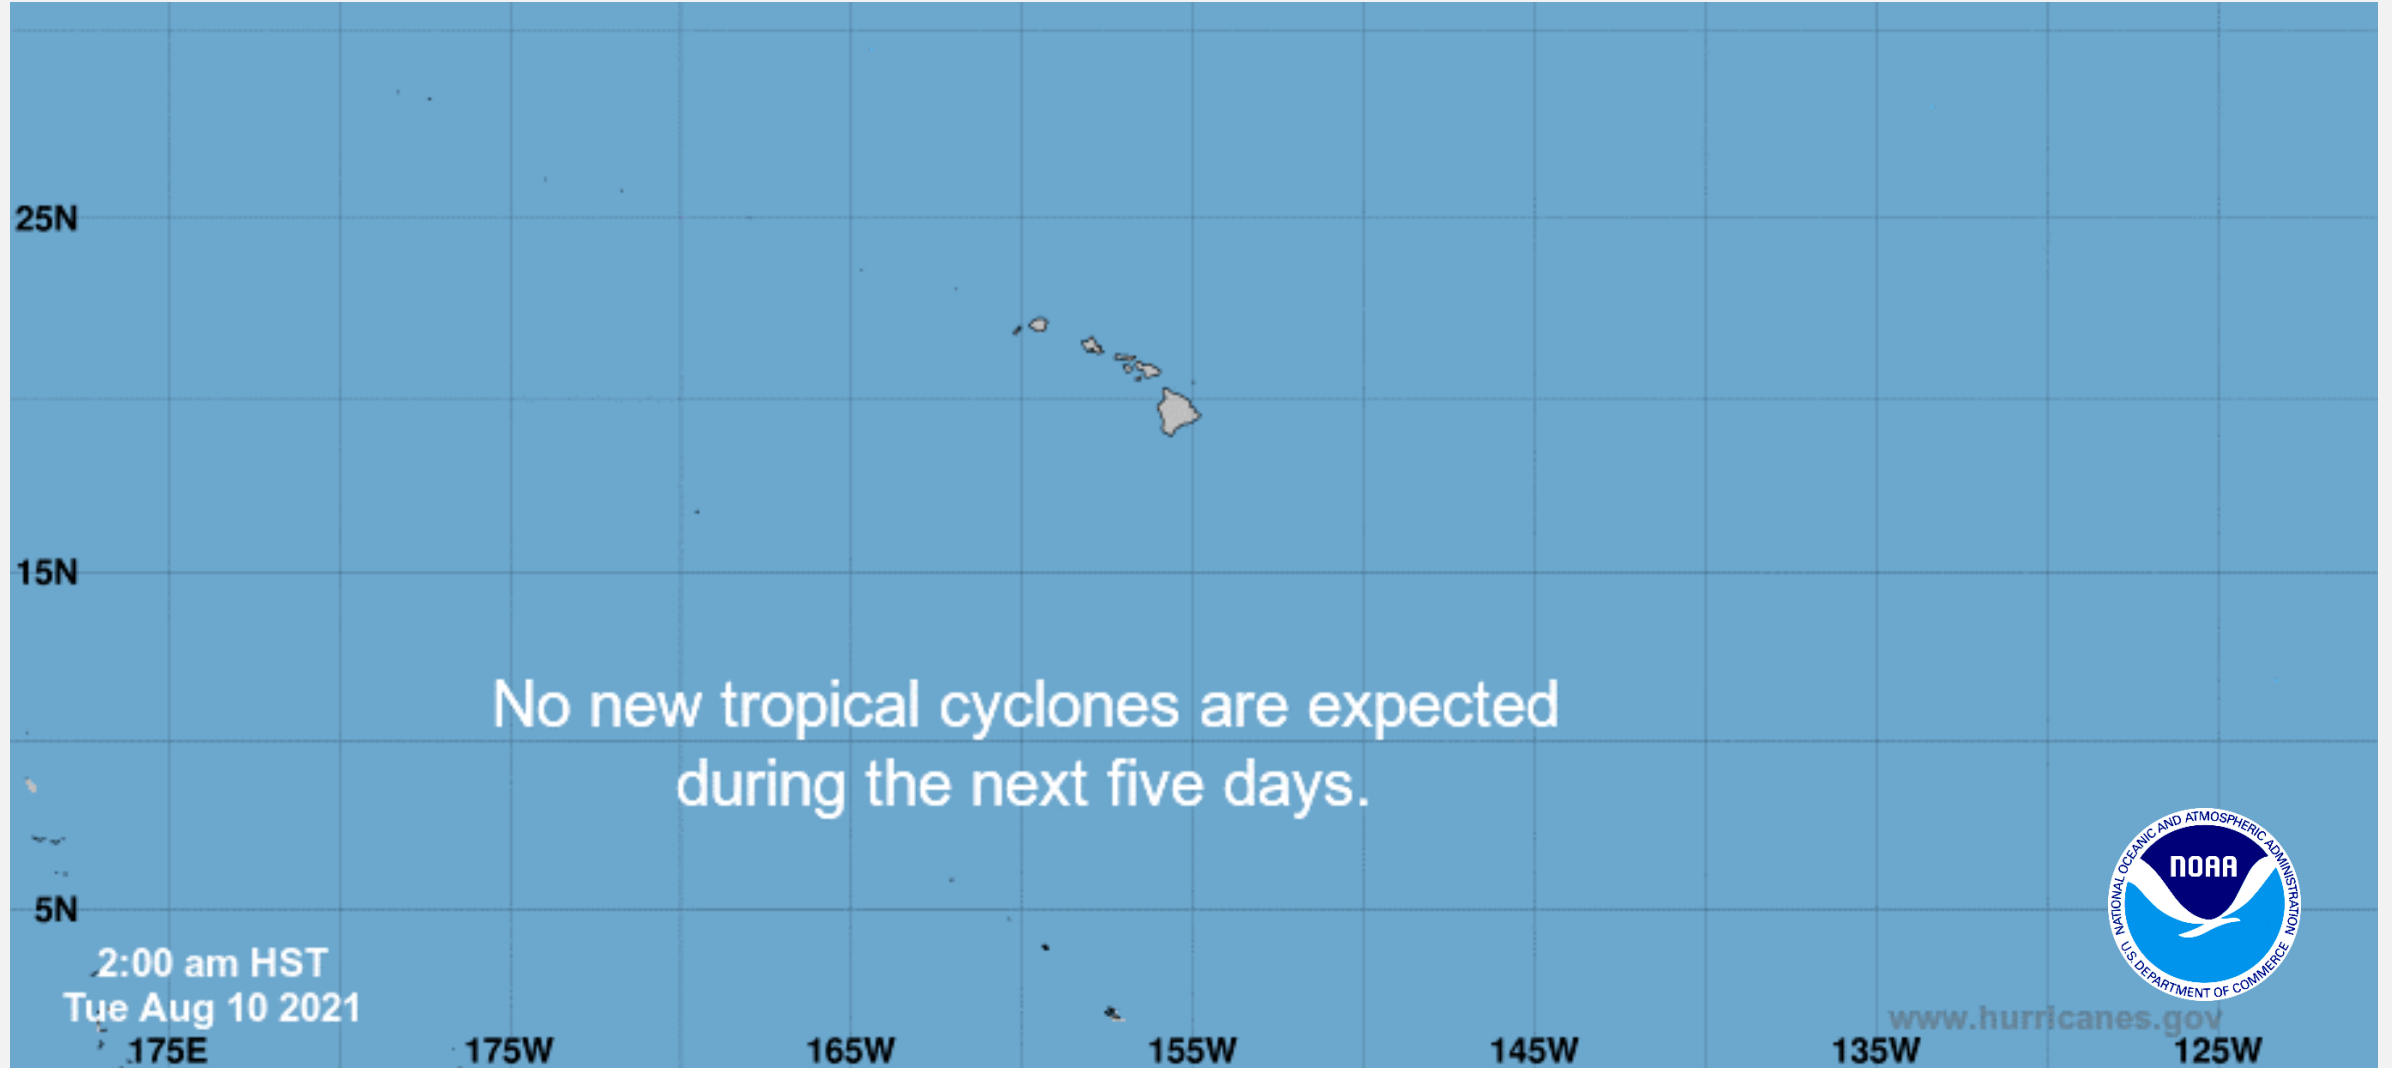 25N
15N
No new tropical cyclones are expected
during the next five days.
5N
NATIONAL OCEANIC AND ATMOSPHERIC ADMINISTRATION
NOAA
U.S. DEPARTMENT OF COMMERCE
2:00 am HST
Tue Aug 10 2021
www.hurricanes.gov
175E 175W 165W 155W 145W 135W 125W